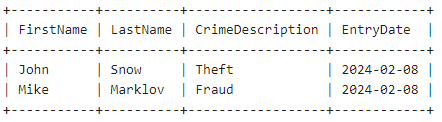 +-----------+----------+------------------+------------+
| FirstName | LastName | CrimeDescription | EntryDate  |
+-----------+----------+------------------+------------+
| John      | Snow     | Theft            | 2024-02-08 |
| Mike      | Marklov  | Fraud            | 2024-02-08 |
+-----------+----------+------------------+------------+